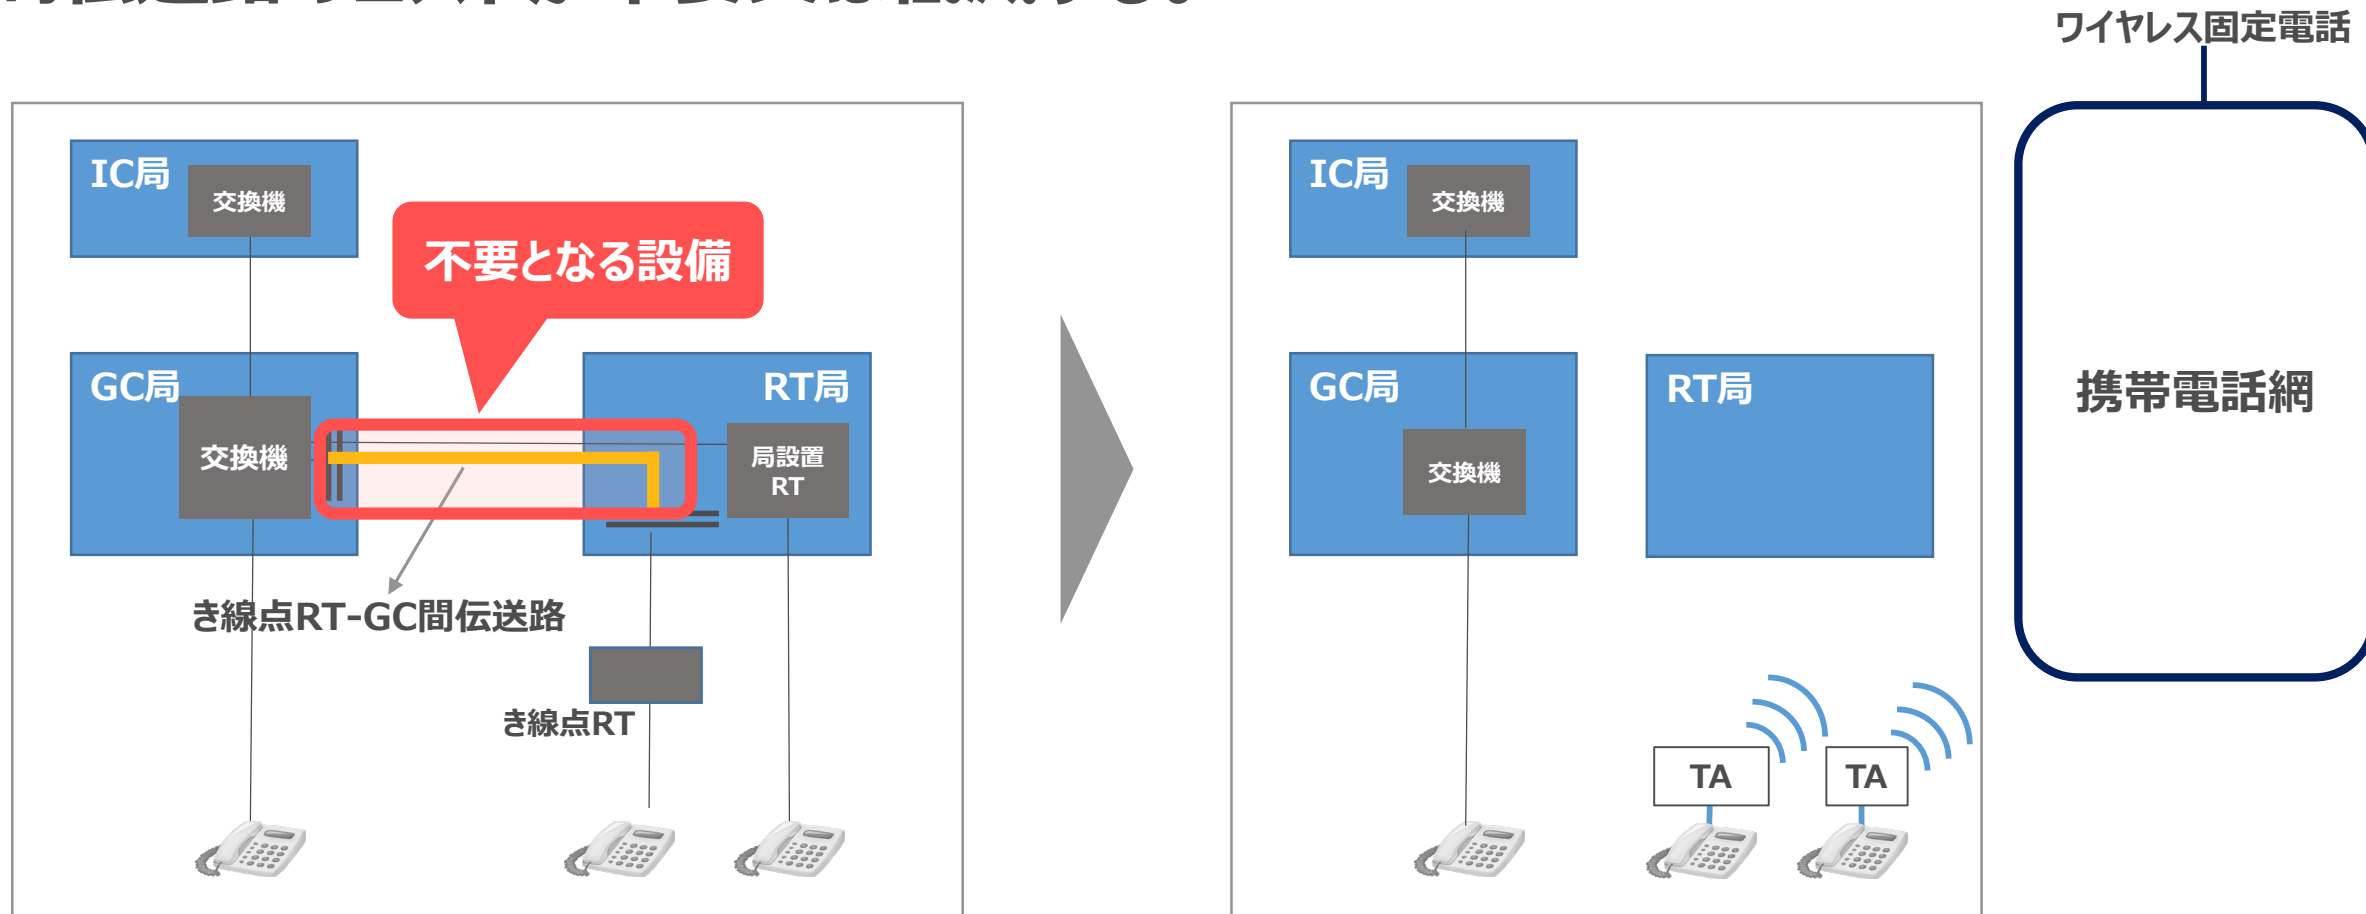 ワイヤレス固定電話
IC局
交換機
不要となる設備
GC局
交換機
RT局
局設置
RT
き線点RT-GC間伝送路
き線点RT
IC局
交換機
GC局
交換機
RT局
TA
TA
携帯電話網